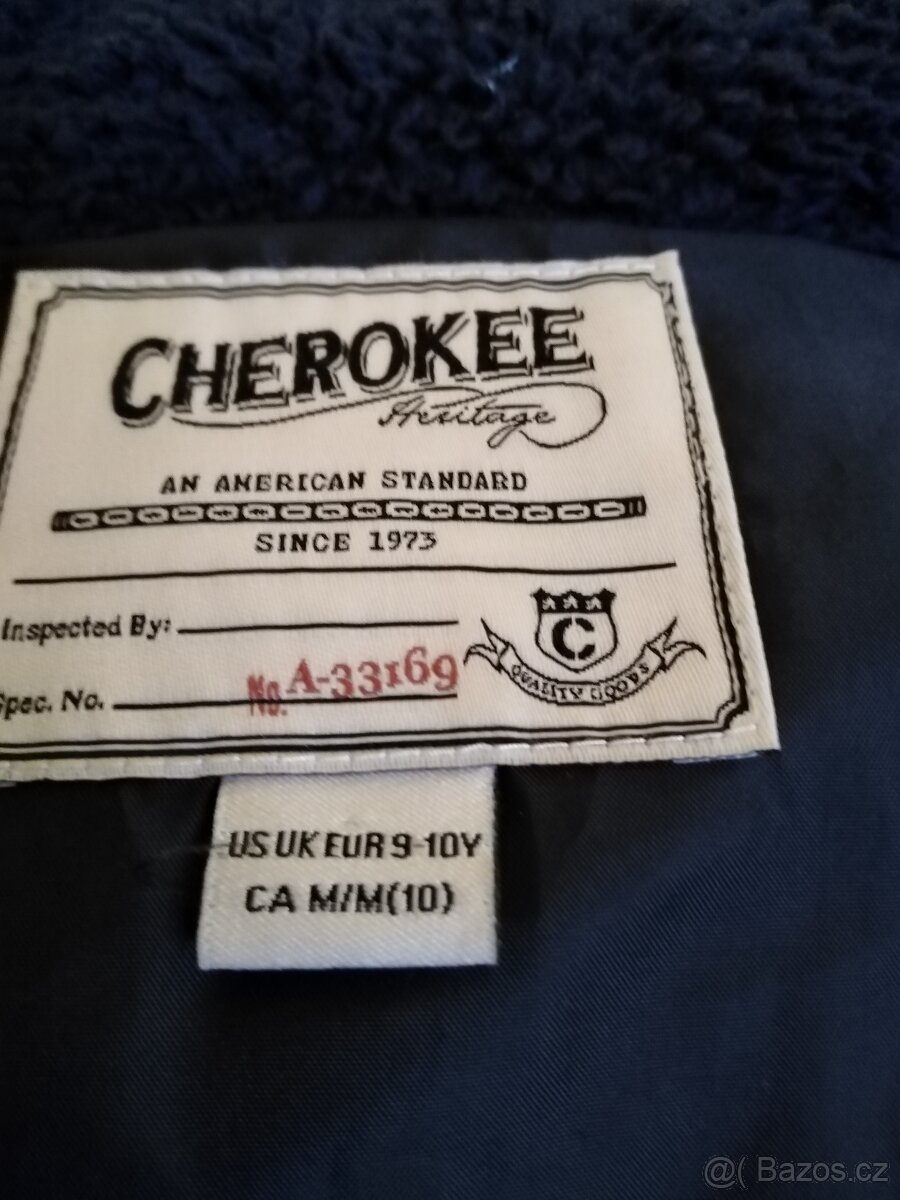 CHEROKEE
Heritage
AN AMERICAN STANDARD
SINCE 1973
Inspected By:
Spec. No. No. A-33169
C
QUALITY GOODS
US UK EUR 9-10Y
CA M/M(10)
@( Bazos.cz